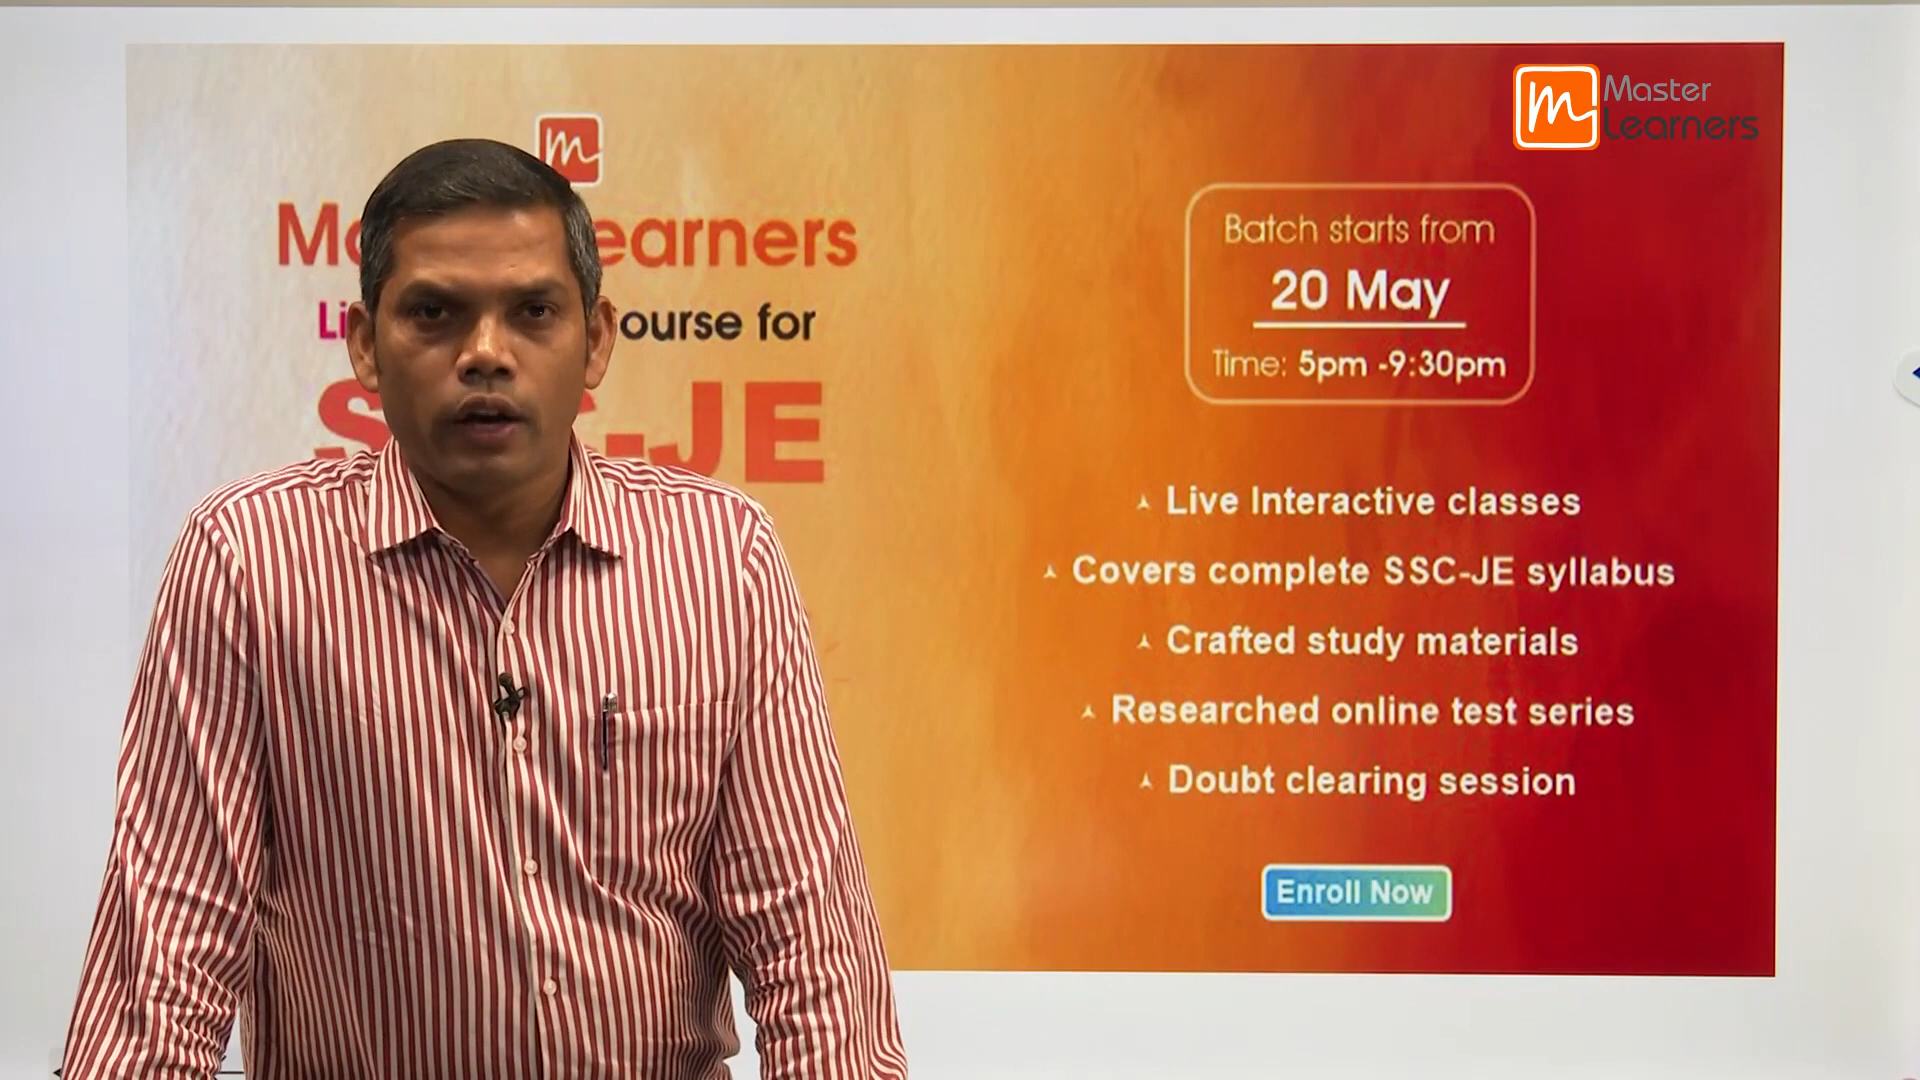 Master
Learners
m
earners
ourse for
-JE
Batch starts from
20 May
Time: 5pm -9:30pm
Live Interactive classes
Covers complete SSC-JE syllabus
Crafted study materials
Researched online test series
Doubt clearing session
Enroll Now